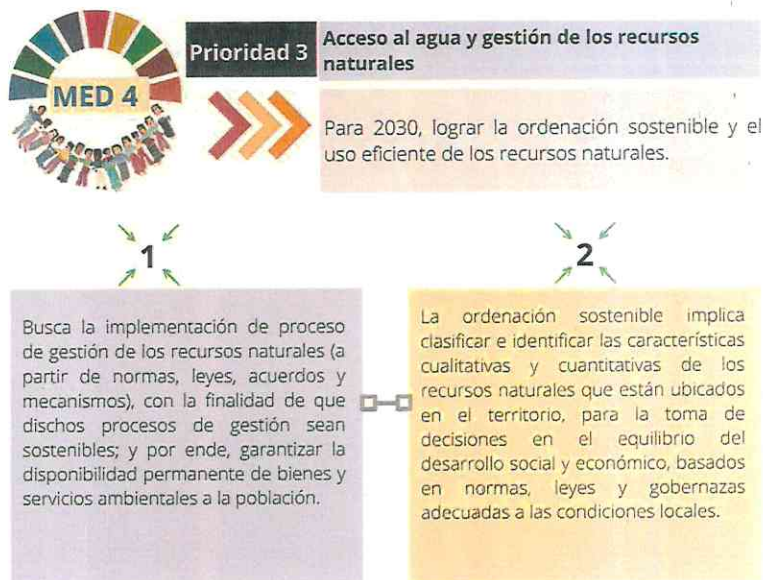 MED 4
Prioridad 3
Acceso al agua y gestión de los recursos
naturales
Para 2030, lograr la ordenación sostenible y el
uso eficiente de los recursos naturales.
1
Busca la implementación de proceso
de gestión de los recursos naturales (a
partir de normas, leyes, acuerdos y
mecanismos), con la finalidad de que
dischos procesos de gestión sean
sostenibles; y por ende, garantizar la
disponibilidad permanente de bienes y
servicios ambientales a la población.
2
La ordenación sostenible implica
clasificar e identificar las características
cualitativas y cuantitativas de los
recursos naturales que están ubicados
en el territorio, para la toma de
decisiones en el equilibrio del
desarrollo social y económico, basados
en normas, leyes y gobernazas
adecuadas a las condiciones locales.